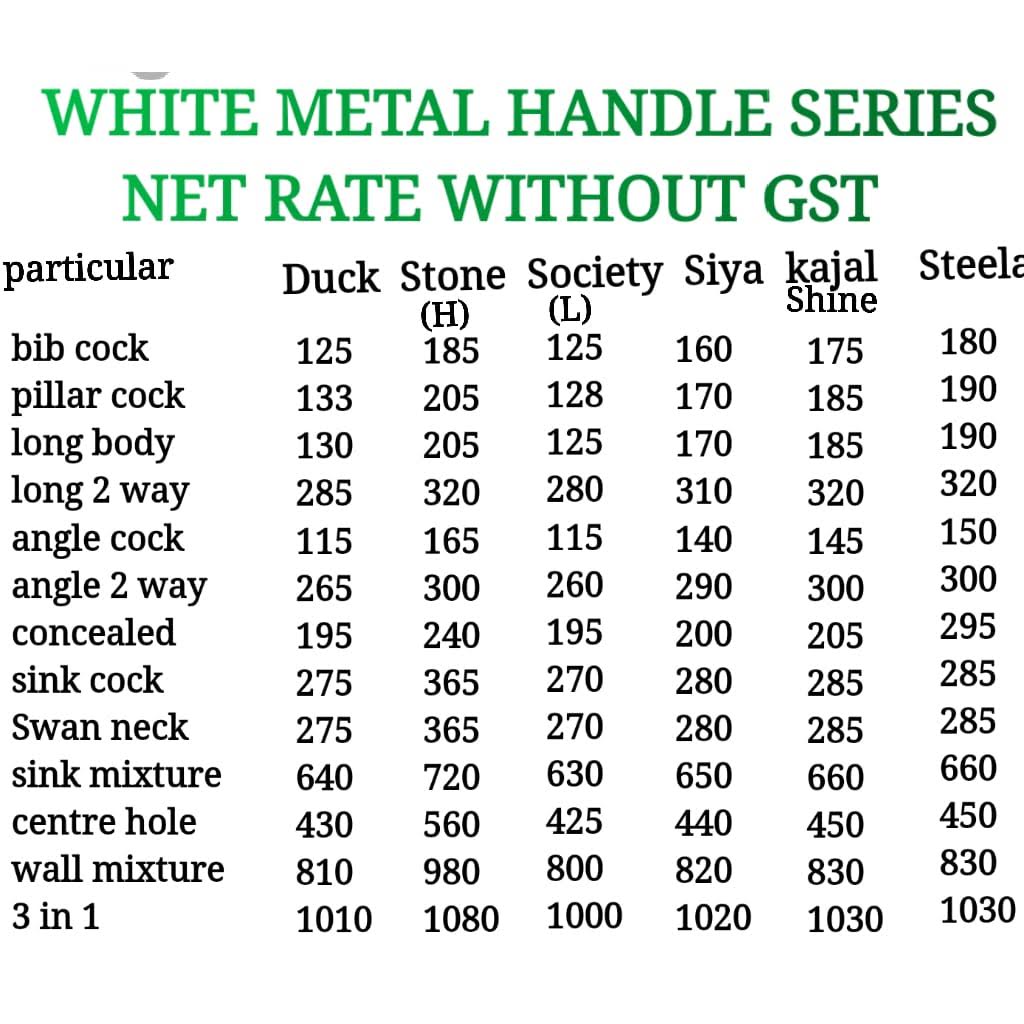 WHITE METAL HANDLE SERIES
NET RATE WITHOUT GST
particular Duck Stone (H) Society (L) Siya kajal Shine Steela
bib cock 125 185 125 160 175 180
pillar cock 133 205 128 170 185 190
long body 130 205 125 170 185 190
long 2 way 285 320 280 310 320 320
angle cock 115 165 115 140 145 150
angle 2 way 265 300 260 290 300 300
concealed 195 240 195 200 205 295
sink cock 275 365 270 280 285 285
Swan neck 275 365 270 280 285 285
sink mixture 640 720 630 650 660 660
centre hole 430 560 425 440 450 450
wall mixture 810 980 800 820 830 830
3 in 1 1010 1080 1000 1020 1030 1030